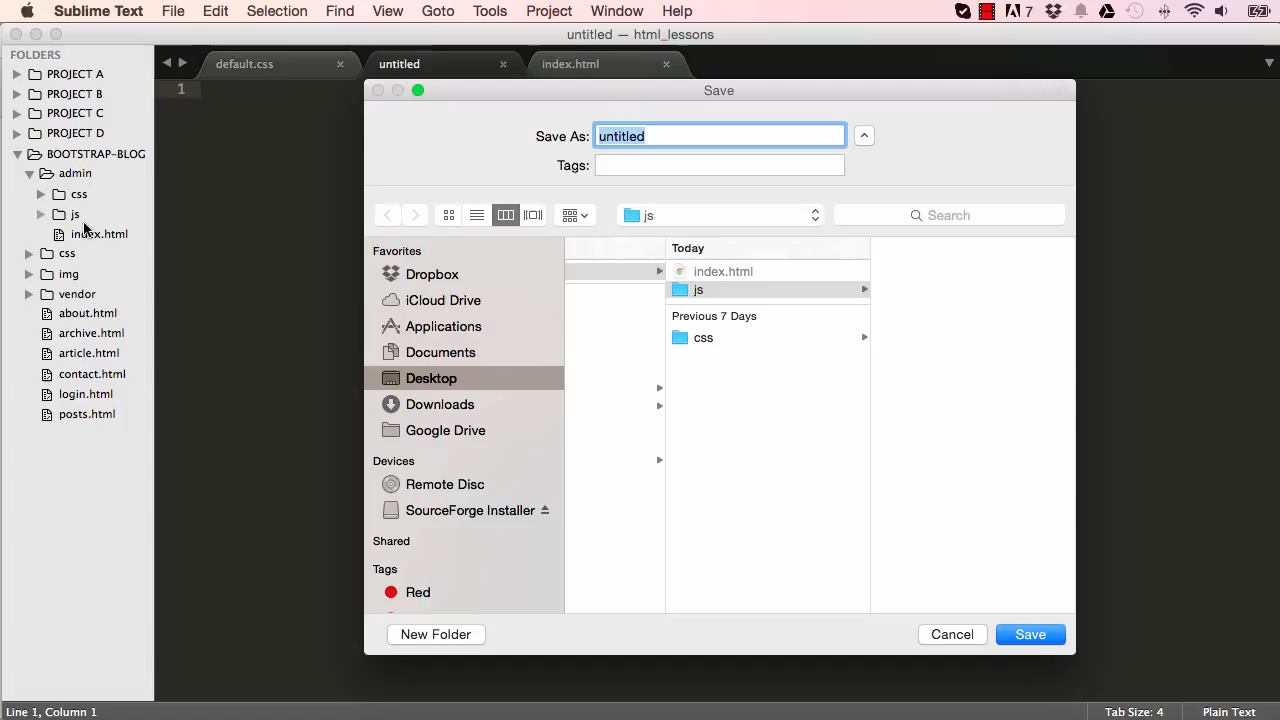 Sublime Text File Edit Selection Find View Goto Tools Project Window Help 7
untitled — html_lessons
FOLDERS
PROJECT A
PROJECT B
PROJECT C
PROJECT D
BOOTSTRAP-BLOG
admin
css
js
index.html
css
img
vendor
about.html
archive.html
article.html
contact.html
login.html
posts.html
default.css untitled index.html
1
Save
Save As: untitled
Tags:
js
Search
Favorites
Dropbox
iCloud Drive
Applications
Documents
Desktop
Downloads
Google Drive
Devices
Remote Disc
SourceForge Installer
Shared
Tags
Red
Today
index.html
js
Previous 7 Days
css
New Folder Cancel Save
Line 1, Column 1 Tab Size: 4 Plain Text